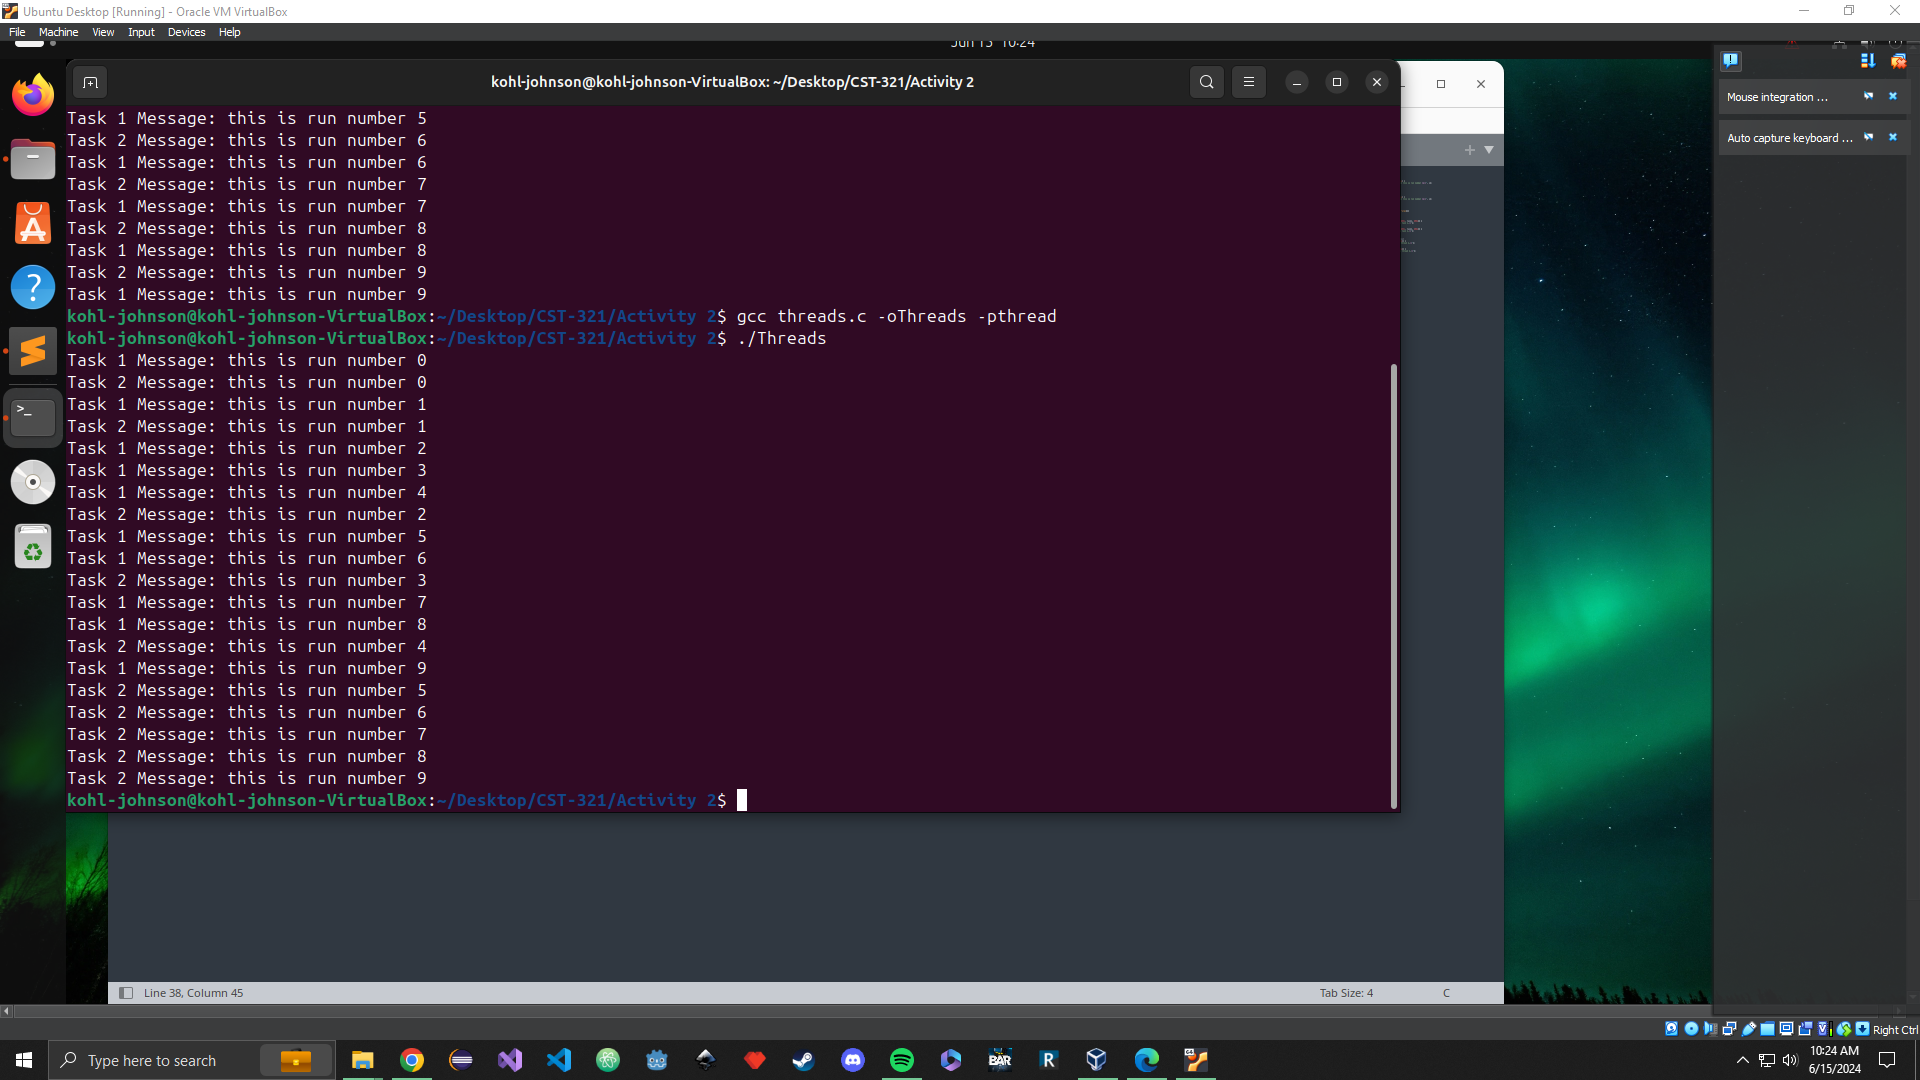 Ubuntu Desktop [Running] - Oracle VM VirtualBox
File Machine View Input Devices Help
Jun 15 10:24
kohl-johnson@kohl-johnson-VirtualBox: ~/Desktop/CST-321/Activity 2
Mouse integration ...
Auto capture keyboard ...
Task 1 Message: this is run number 5
Task 2 Message: this is run number 6
Task 1 Message: this is run number 6
Task 2 Message: this is run number 7
Task 1 Message: this is run number 7
Task 2 Message: this is run number 8
Task 1 Message: this is run number 8
Task 2 Message: this is run number 9
Task 1 Message: this is run number 9
kohl-johnson@kohl-johnson-VirtualBox:~/Desktop/CST-321/Activity 2$ gcc threads.c -oThreads -pthread
kohl-johnson@kohl-johnson-VirtualBox:~/Desktop/CST-321/Activity 2$ ./Threads
Task 1 Message: this is run number 0
Task 2 Message: this is run number 0
Task 1 Message: this is run number 1
Task 2 Message: this is run number 1
Task 1 Message: this is run number 2
Task 1 Message: this is run number 3
Task 1 Message: this is run number 4
Task 2 Message: this is run number 2
Task 1 Message: this is run number 5
Task 1 Message: this is run number 6
Task 2 Message: this is run number 3
Task 1 Message: this is run number 7
Task 1 Message: this is run number 8
Task 2 Message: this is run number 4
Task 1 Message: this is run number 9
Task 2 Message: this is run number 5
Task 2 Message: this is run number 6
Task 2 Message: this is run number 7
Task 2 Message: this is run number 8
Task 2 Message: this is run number 9
kohl-johnson@kohl-johnson-VirtualBox:~/Desktop/CST-321/Activity 2$
Line 38, Column 45
Tab Size: 4
C
Right Ctrl
Type here to search
BAR
R
10:24 AM
6/15/2024